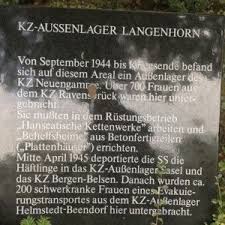 KZ-AUSSENLAGER LANGENHORN
Von September 1944 bis Kriegsende befand
sich auf diesem Areal ein Außenlager des
KZ Neuengamme. Über 700 Frauen aus
dem KZ Ravensbrück waren hier unterge-
bracht.
Sie mußten in dem Rüstungsbetrieb
"Hanseatische Kettenwerke" arbeiten und
"Behelfsheime" aus Betonfertigteilen
("Plattenhäuser") errichten.
Mitte April 1945 deportierte die SS die
Häftlinge in das KZ-Außenlager Sasel und
das KZ Bergen-Belsen. Danach wurden ca.
200 schwerkranke Frauen eines Evakuie-
rungstransportes aus dem KZ-Außenlager
Helmstedt-Beendorf hier untergebracht.